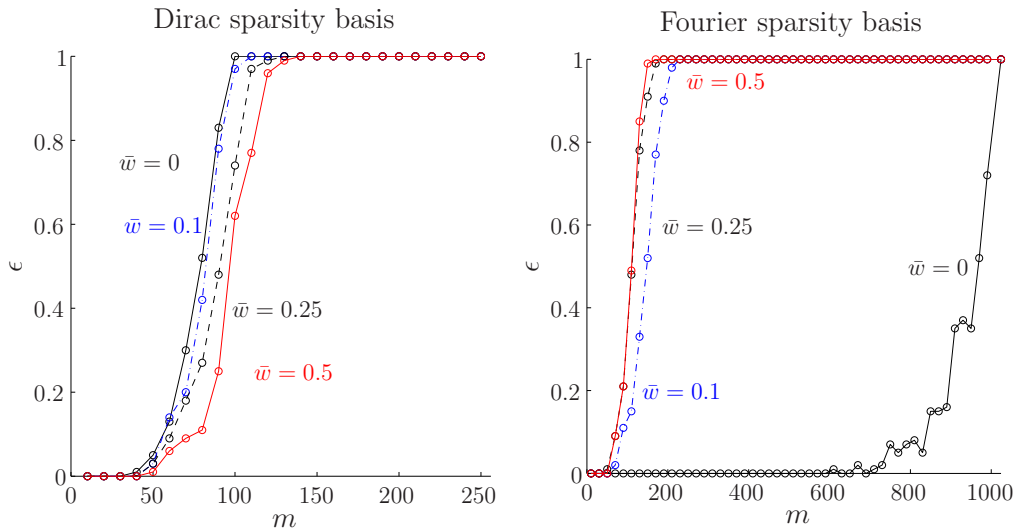 Dirac sparsity basis
1
0.8
0.6
0.4
0.2
0
ϵ
w̄ = 0
w̄ = 0.1
w̄ = 0.25
w̄ = 0.5
0 50 100 150 200 250
m
Fourier sparsity basis
1
0.8
0.6
0.4
0.2
0
ϵ
w̄ = 0.5
w̄ = 0.25
w̄ = 0
w̄ = 0.1
0 200 400 600 800 1000
m